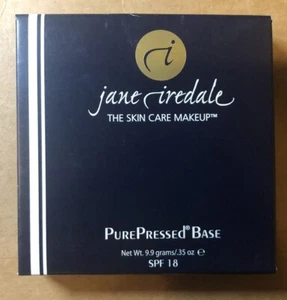 i
jane iredale
THE SKIN CARE MAKEUP™
PUREPRESSED® BASE
Net Wt. 9.9 grams/.35 oz ℮
SPF 18